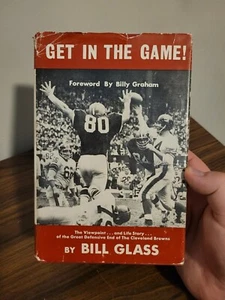 GET IN THE GAME!
Foreword By Billy Graham
80
The Viewpoint . . . and Life Story . . .
of the Great Defensive End of The Cleveland Browns
BY BILL GLASS